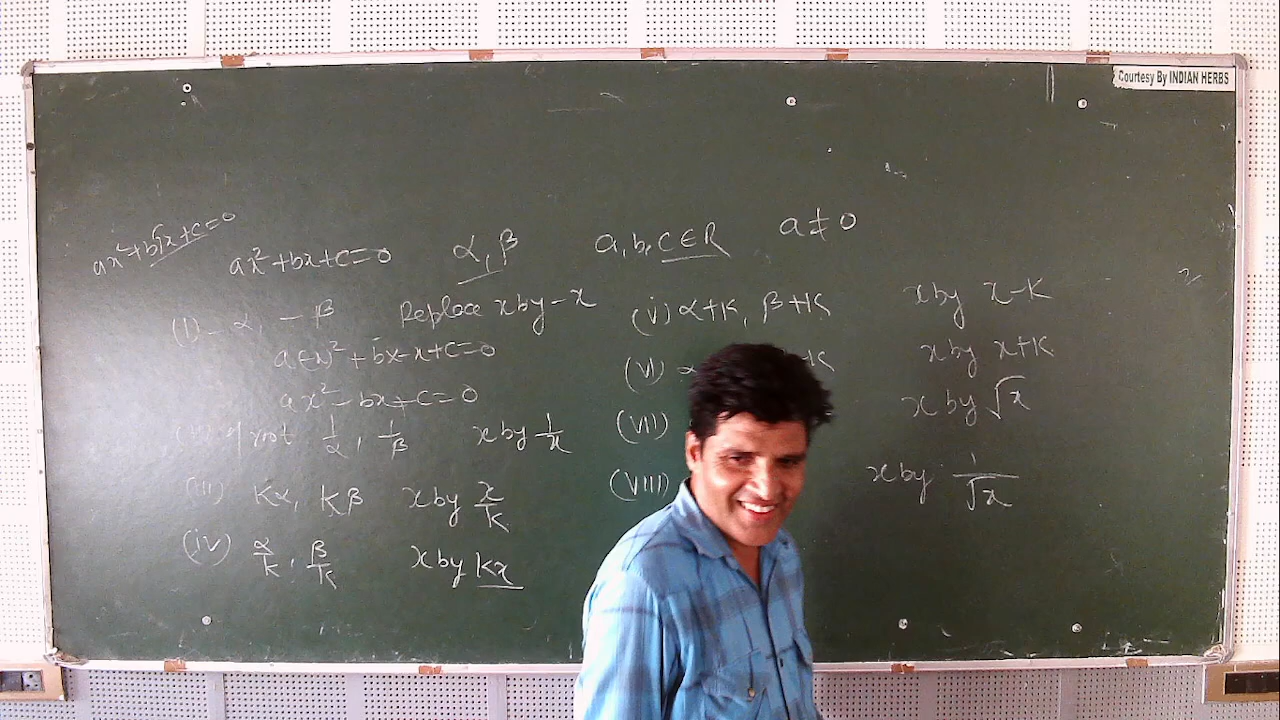 Courtesy By INDIAN HERBS
ax²+b√x+c=0
ax²+bx+c=0 α, β a,b,c∈R a≠0
(I) -α, -β Replace x by -x
a(-x)²+bx-x+c=0
ax²-bx+c=0
root 1/α, 1/β x by 1/x
(III) Kα, Kβ x by x/K
(iv) α/K, β/K x by Kx
(V) α+K, β+K x by x-K
(VI) α K x by x+K
(VII) x by √x
(VIII) x by 1/√x